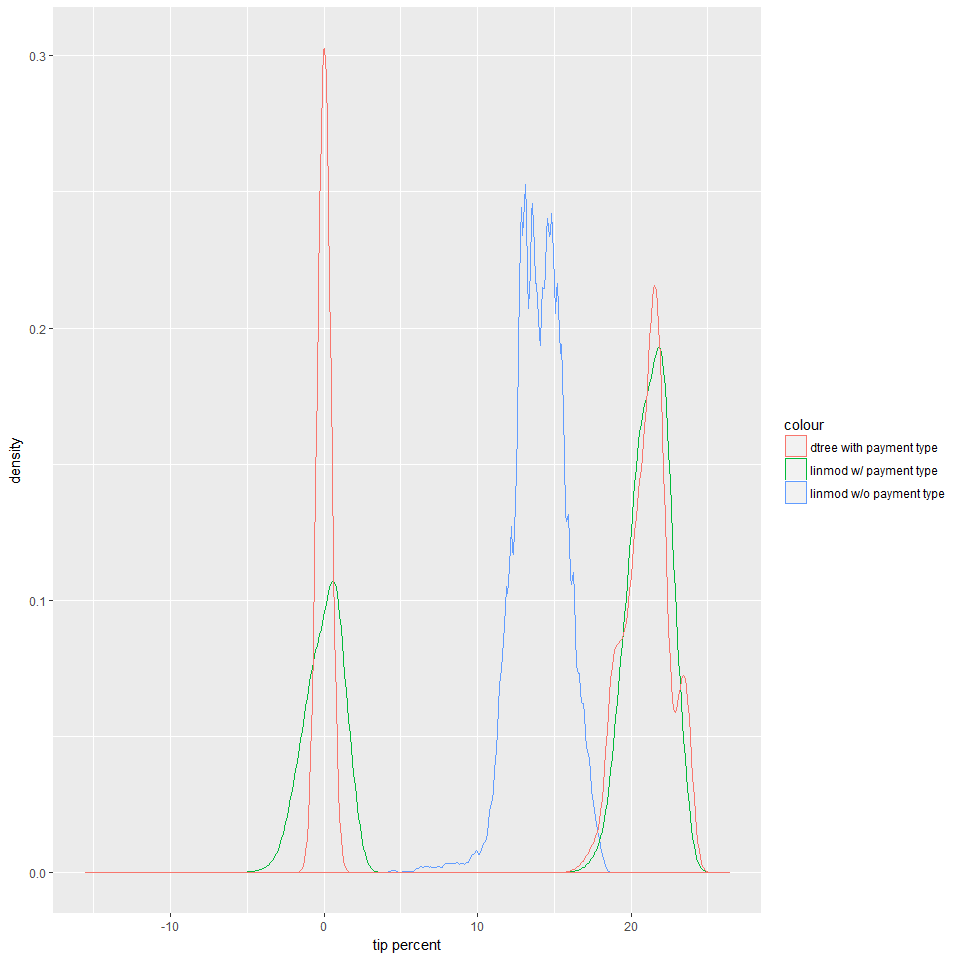 0.3
0.2
0.1
0.0
density
-10 0 10 20
tip percent
colour
dtree with payment type
linmod w/ payment type
linmod w/o payment type